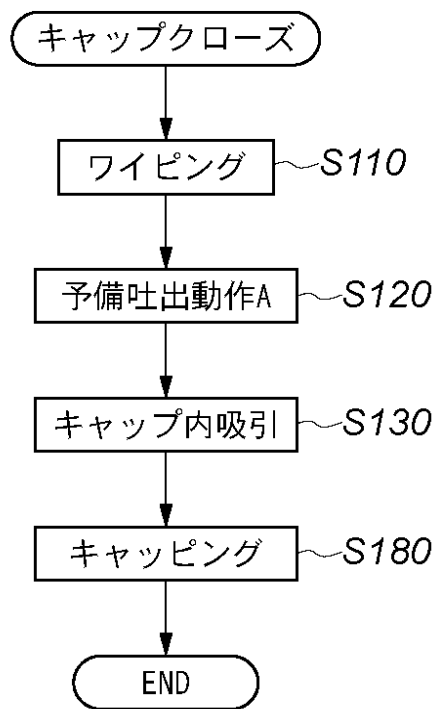 キャップクローズ
ワイピング
S110
予備吐出動作A
S120
キャップ内吸引
S130
キャッピング
S180
END